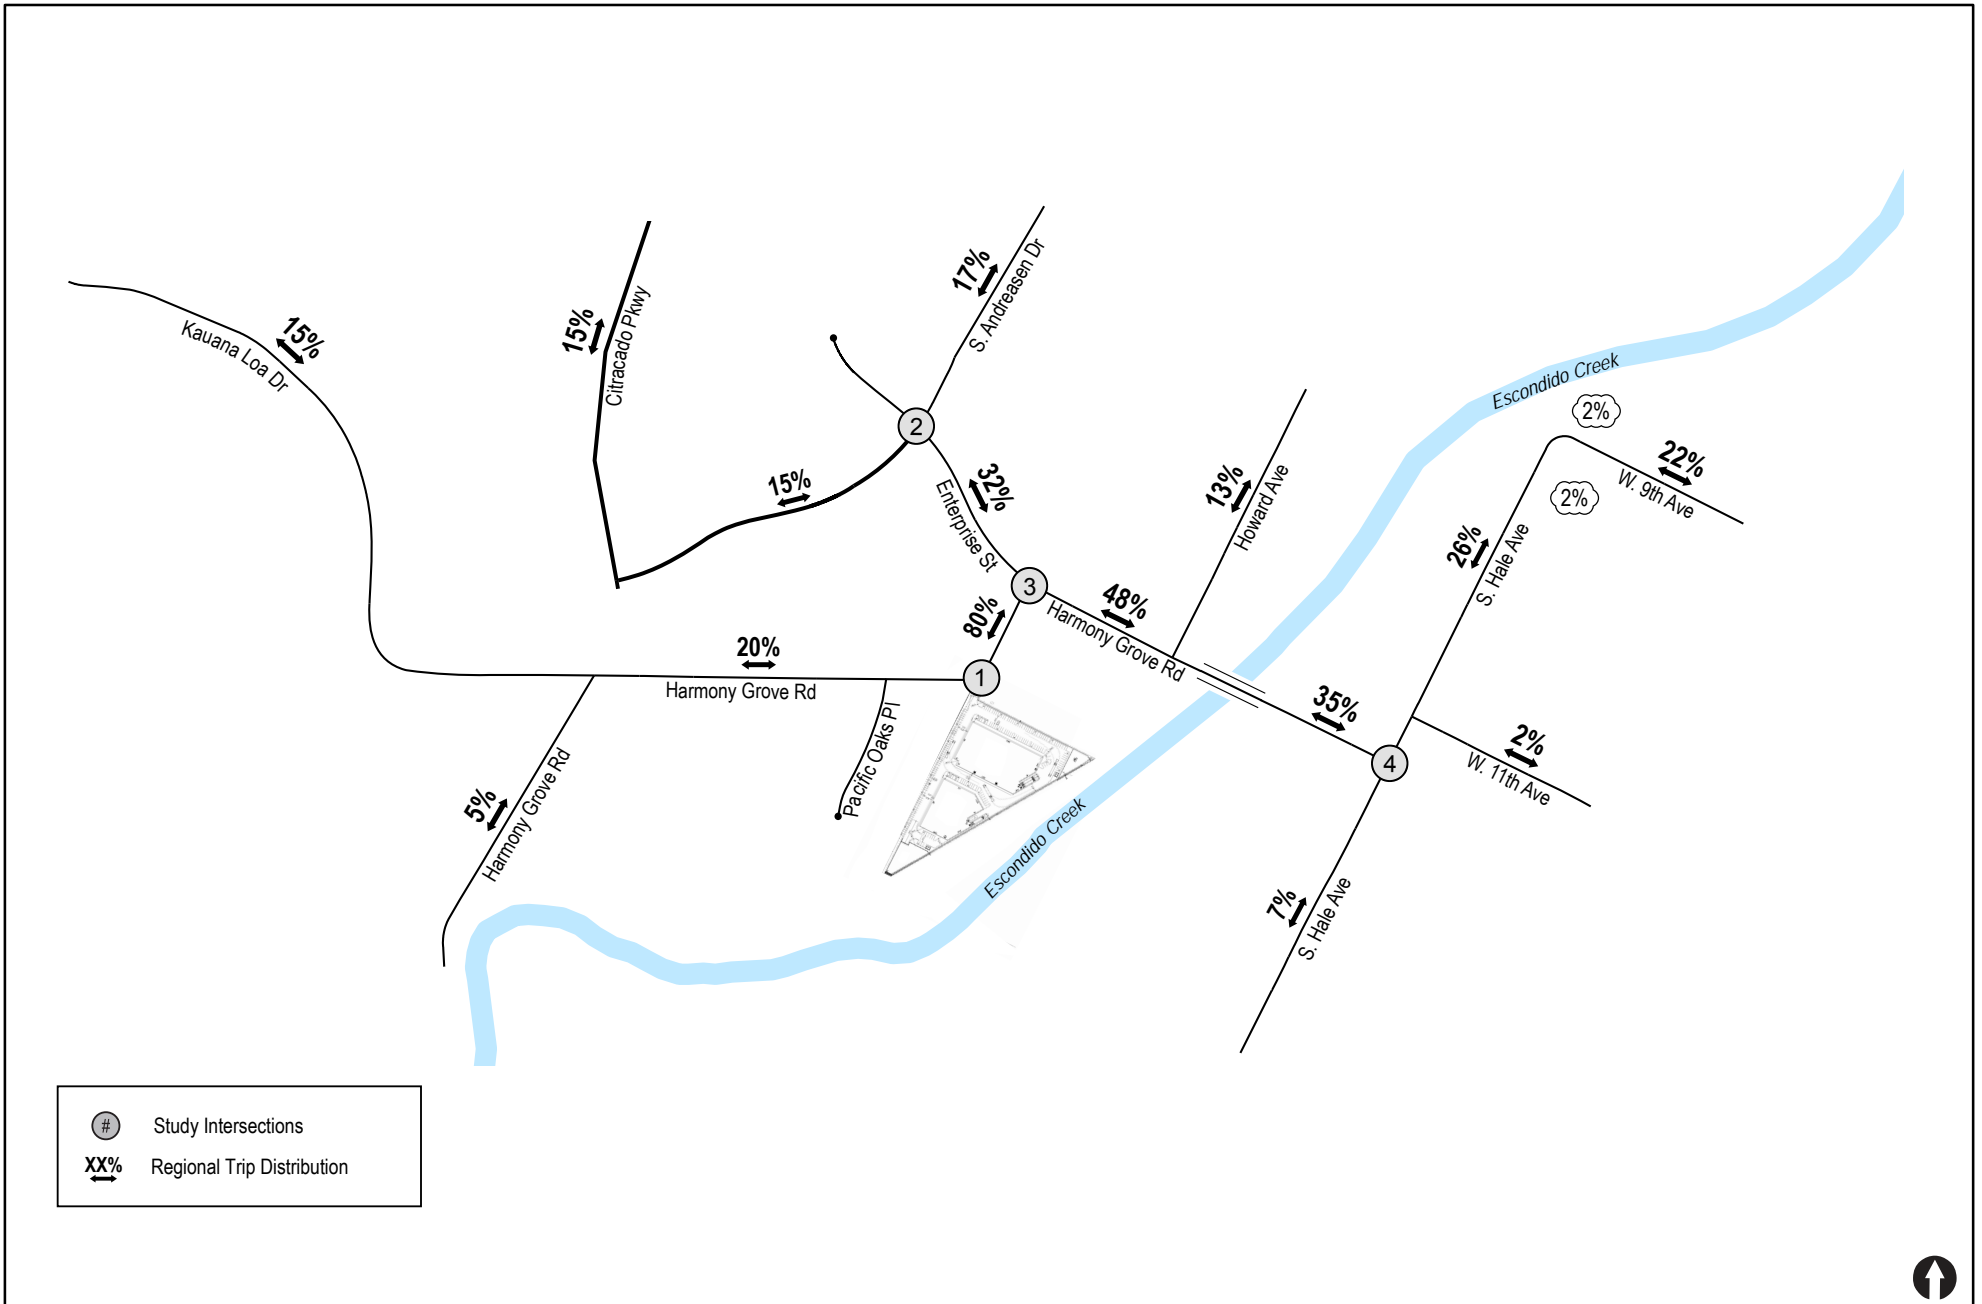 17%
S. Andreasen Dr
15%
Kauana Loa Dr
15%
Citracado Pkwy
Escondido Creek
2%
2
22%
W. 9th Ave
15%
32%
Enterprise St
13%
Howard Ave
2%
26%
S. Hale Ave
3
80%
48%
Harmony Grove Rd
20%
Harmony Grove Rd
1
35%
Pacific Oaks Pl
4
2%
W. 11th Ave
5%
Harmony Grove Rd
Escondido Creek
7%
S. Hale Ave
# Study Intersections
XX% Regional Trip Distribution